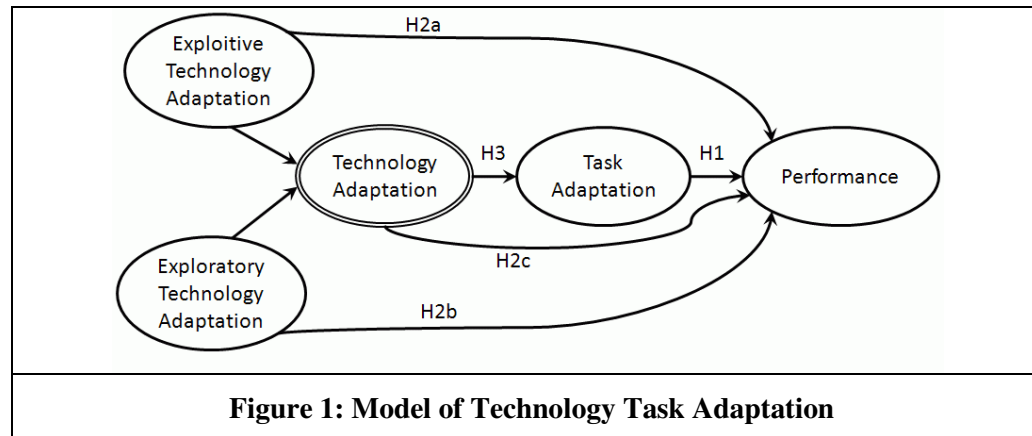 H2a
Exploitive
Technology
Adaptation
Technology
Adaptation
H3
Task
Adaptation
H1
Performance
H2c
Exploratory
Technology
Adaptation
H2b
Figure 1: Model of Technology Task Adaptation